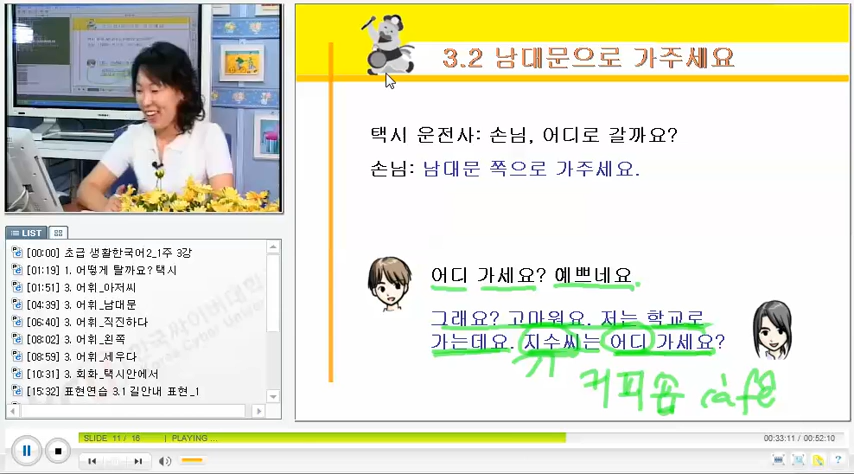 3.2 남대문으로 가주세요
택시 운전사: 손님, 어디로 갈까요?
손님: 남대문 쪽으로 가주세요.
어디 가세요? 예쁘네요.
그래요? 고마워요. 저는 학교로
가는데요. 지수씨는 어디 가세요?
커피숍 café
LIST
[00:00] 초급 생활한국어2_1주 3강
[01:19] 1. 어떻게 탈까요? 택시
[01:51] 3. 어휘_아저씨
[04:39] 3. 어휘_남대문
[06:40] 3. 어휘_직진하다
[08:02] 3. 어휘_왼쪽
[08:59] 3. 어휘_세우다
[10:31] 3. 회화_택시안에서
[15:32] 표현연습 3.1 길안내 표현_1
SLIDE 11 / 16 | PLAYING ...
00:33:11 / 00:52:10